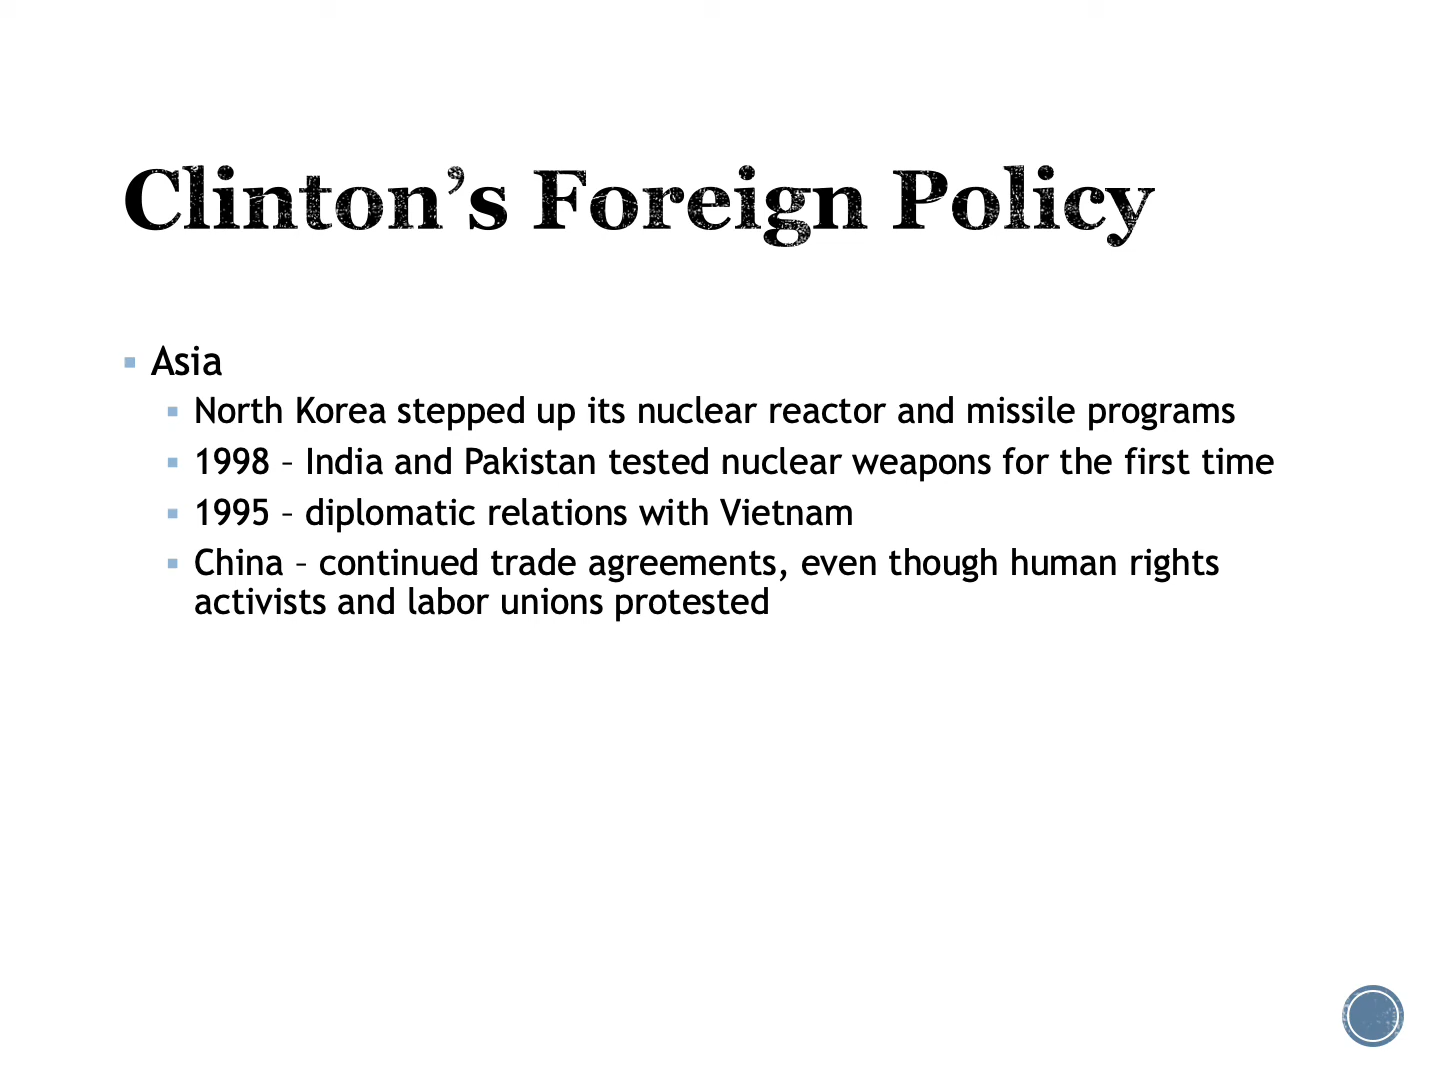 Clinton’s Foreign Policy
Asia
North Korea stepped up its nuclear reactor and missile programs
1998 – India and Pakistan tested nuclear weapons for the first time
1995 – diplomatic relations with Vietnam
China – continued trade agreements, even though human rights
activists and labor unions protested